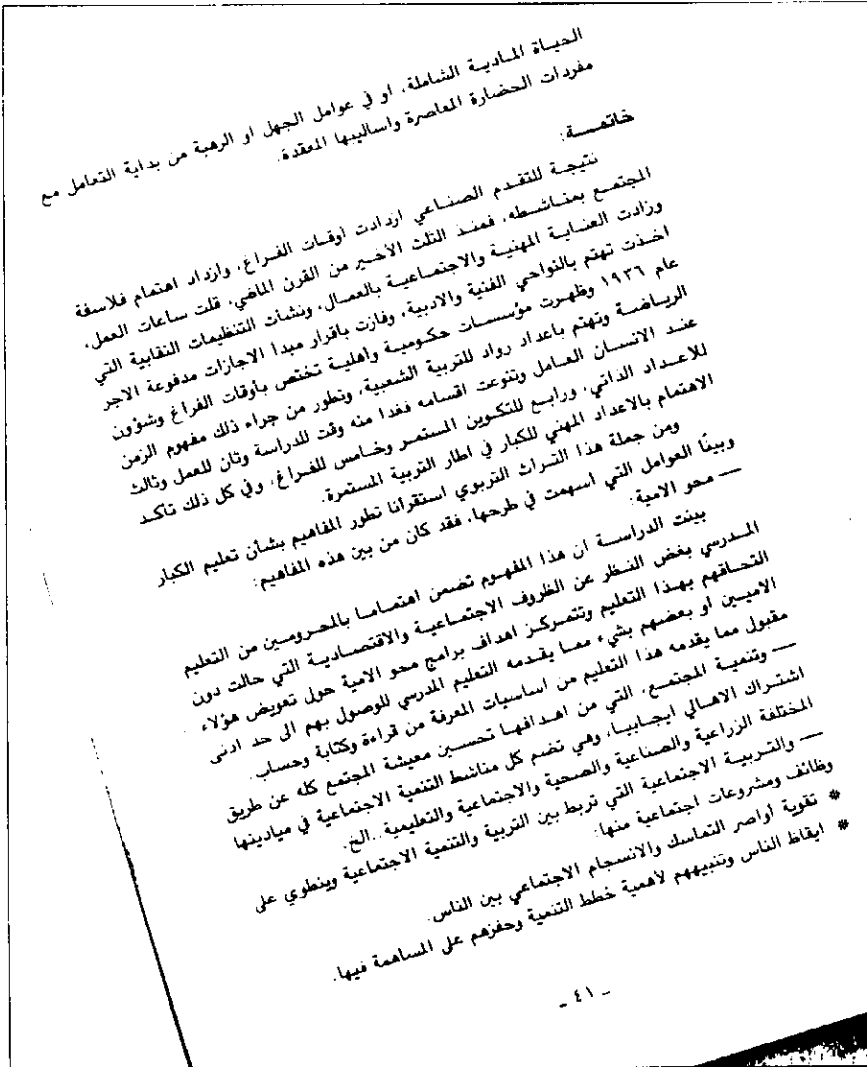 الحياة المادية الشاملة، او في عوامل الجهل او الرهبة من بداية التعامل مع
مفردات الحضارة المعاصرة واساليبها المعقدة.
خاتمـــة:
نتيجة للتقدم الصناعي ازدادت اوقات الفراغ، وازداد اهتمام فلاسفة
المجتمع بمناشطه، فمنذ الثلث الأخير من القرن الماضي، قلت ساعات العمل،
وزادت العناية المهنية والاجتماعية بالعمال، ونشأت التنظيمات النقابية التي
اخذت تهتم بالنواحي الفنية والادبية، وفازت باقرار مبدا الاجازات مدفوعة الاجر
عام ١٩٣٦ وظهرت مؤسسات حكومية وأهلية تختص بأوقات الفراغ وشؤون
الرياضة وتهتم باعداد رواد للتربية الشعبية، وتطور من جراء ذلك مفهوم الزمن
عند الانسان العامل وتنوعت اقسامه فغدا منه وقت للدراسة وثان للعمل وثالث
للاعداد الذاتي، ورابع للتكوين المستمر وخامس للفراغ، وفي كل ذلك تأكد
الاهتمام بالاعداد المهني للكبار في اطار التربية المستمرة.
ومن جملة هذا التراث التربوي استقرانا تطور المفاهيم بشأن تعليم الكبار
وبينا العوامل التي اسهمت في طرحها، فقد كان من بين هذه المفاهيم:
— محو الامية:
بينت الدراسة ان هذا المفهوم تضمن اهتماما بالمحرومين من التعليم
المدرسي بغض النظر عن الظروف الاجتماعية والاقتصادية التي حالت دون
التحاقهم بهذا التعليم وتتمركز اهداف برامج محو الامية حول تعويض هؤلاء
الاميين أو بعضهم بشيء مما يقدمه التعليم المدرسي للوصول بهم الى حد ادنى
مقبول مما يقدمه هذا التعليم من اساسيات المعرفة من قراءة وكتابة وحساب.
— وتنمية المجتمع، التي من اهدافها تحسين معيشة المجتمع كله عن طريق
اشتراك الاهالي ايجابيا، وهي تضم كل مناشط التنمية الاجتماعية في ميادينها
المختلفة الزراعية والصناعية والصحية والاجتماعية والتعليمية..الخ.
— والتربية الاجتماعية التي تربط بين التربية والتنمية الاجتماعية وينطوي على
وظائف ومشروعات اجتماعية منها:
* تقوية أواصر التماسك والانسجام الاجتماعي بين الناس.
* ايقاظ الناس وتنبيههم لأهمية خطط التنمية وحفزهم على المساهمة فيها.
- ٤١ -